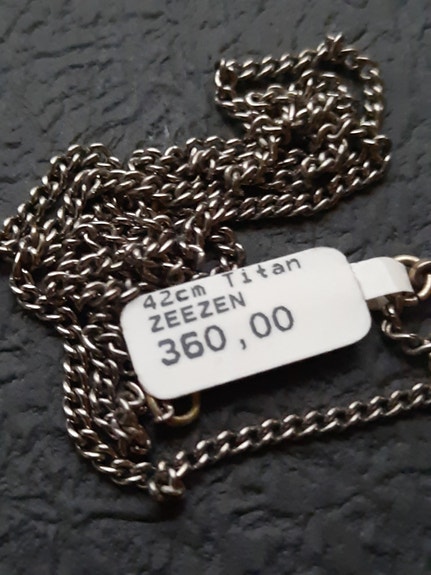 42cm Titan
ZEEZEN
360,00